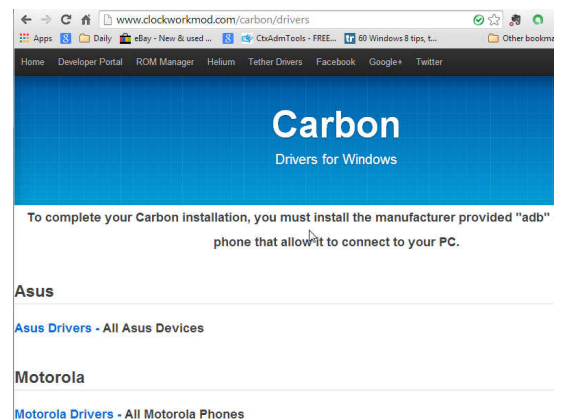 www.clockworkmod.com/carbon/drivers
Apps Daily eBay - New & used ... CtxAdmTools - FREE... tr 60 Windows 8 tips, t... Other bookma
Home Developer Portal ROM Manager Helium Tether Drivers Facebook Google+ Twitter
Carbon
Drivers for Windows
To complete your Carbon installation, you must install the manufacturer provided "adb"
phone that allow it to connect to your PC.
Asus
Asus Drivers - All Asus Devices
Motorola
Motorola Drivers - All Motorola Phones